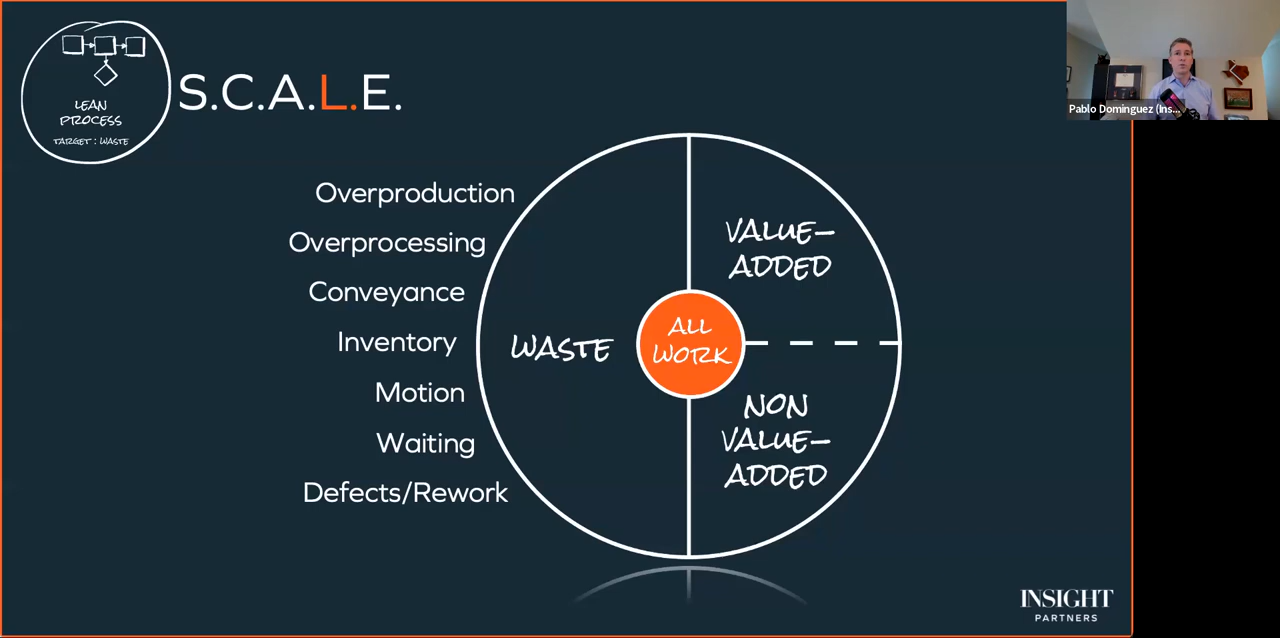 LEAN
PROCESS
TARGET : WASTE
S.C.A.L.E.
Pablo Dominguez (Ins...
Overproduction
Overprocessing
Conveyance
Inventory
Motion
Waiting
Defects/Rework
WASTE
ALL
WORK
VALUE-
ADDED
NON
VALUE-
ADDED
INSIGHT
PARTNERS